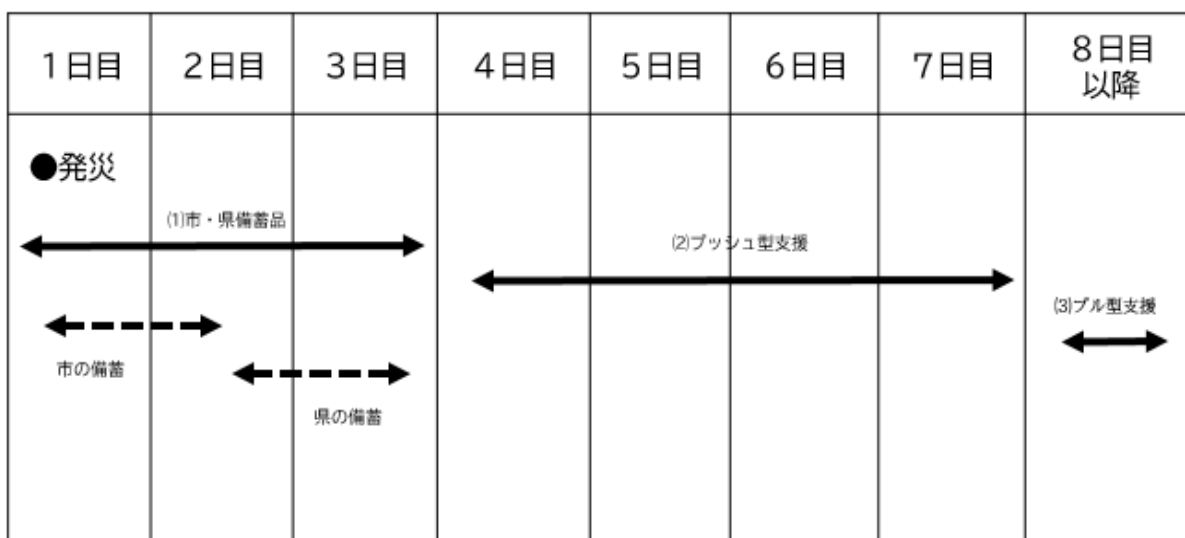 1日目
2日目
3日目
4日目
5日目
6日目
7日目
8日目
以降
●発災
⑴市・県備蓄品
⑵プッシュ型支援
⑶プル型支援
市の備蓄
県の備蓄